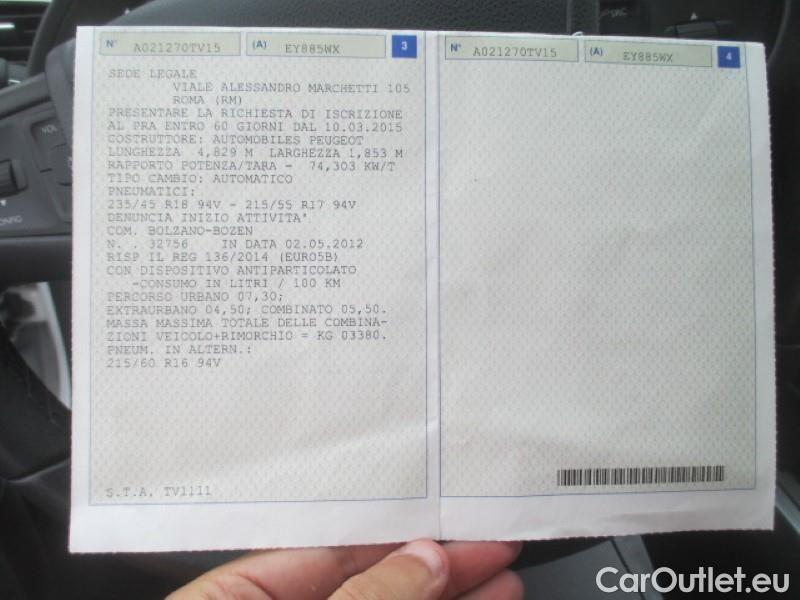 N° A021270TV15 (A) EY885WX 3
SEDE LEGALE
VIALE ALESSANDRO MARCHETTI 105
ROMA (RM)
PRESENTARE LA RICHIESTA DI ISCRIZIONE
AL PRA ENTRO 60 GIORNI DAL 10.03.2015
COSTRUTTORE: AUTOMOBILES PEUGEOT
LUNGHEZZA 4,829 M LARGHEZZA 1,853 M
RAPPORTO POTENZA/TARA = 74,303 KW/T
TIPO CAMBIO: AUTOMATICO
PNEUMATICI:
235/45 R18 94V - 215/55 R17 94V
DENUNCIA INIZIO ATTIVITA'
COM. BOLZANO-BOZEN
N. . 32756 IN DATA 02.05.2012
RISP IL REG 136/2014 (EURO5B)
CON DISPOSITIVO ANTIPARTICOLATO
-CONSUMO IN LITRI / 100 KM
PERCORSO URBANO 07,30;
EXTRAURBANO 04,50; COMBINATO 05,50.
MASSA MASSIMA TOTALE DELLE COMBINA-
ZIONI VEICOLO+RIMORCHIO = KG 03380.
PNEUM. IN ALTERN.:
215/60 R16 94V
S.T.A. TV1111
N° A021270TV15 (A) EY885WX 4
VOL
CarOutlet.eu